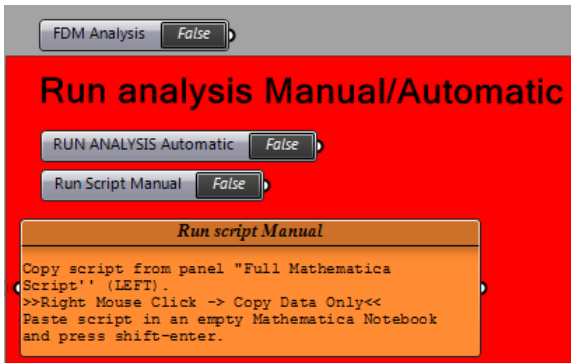 FDM Analysis False
Run analysis Manual/Automatic
RUN ANALYSIS Automatic False
Run Script Manual False
Run script Manual
Copy script from panel "Full Mathematica
Script'' (LEFT).
>>Right Mouse Click -> Copy Data Only<<
Paste script in an empty Mathematica Notebook
and press shift-enter.